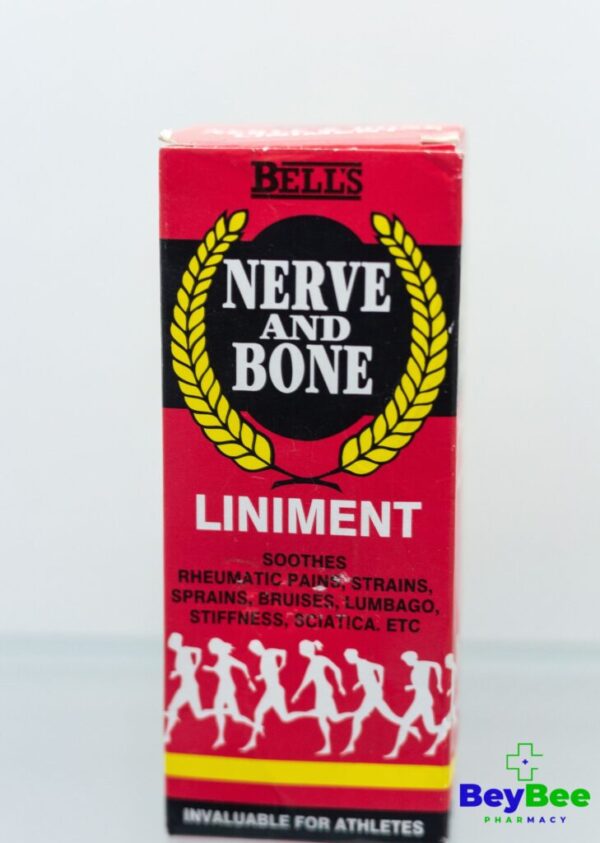 BELL'S
NERVE
AND
BONE
LINIMENT
SOOTHES
RHEUMATIC PAINS, STRAINS,
SPRAINS, BRUISES, LUMBAGO,
STIFFNESS, SCIATICA. ETC
INVALUABLE FOR ATHLETES
BeyBee
PHARMACY